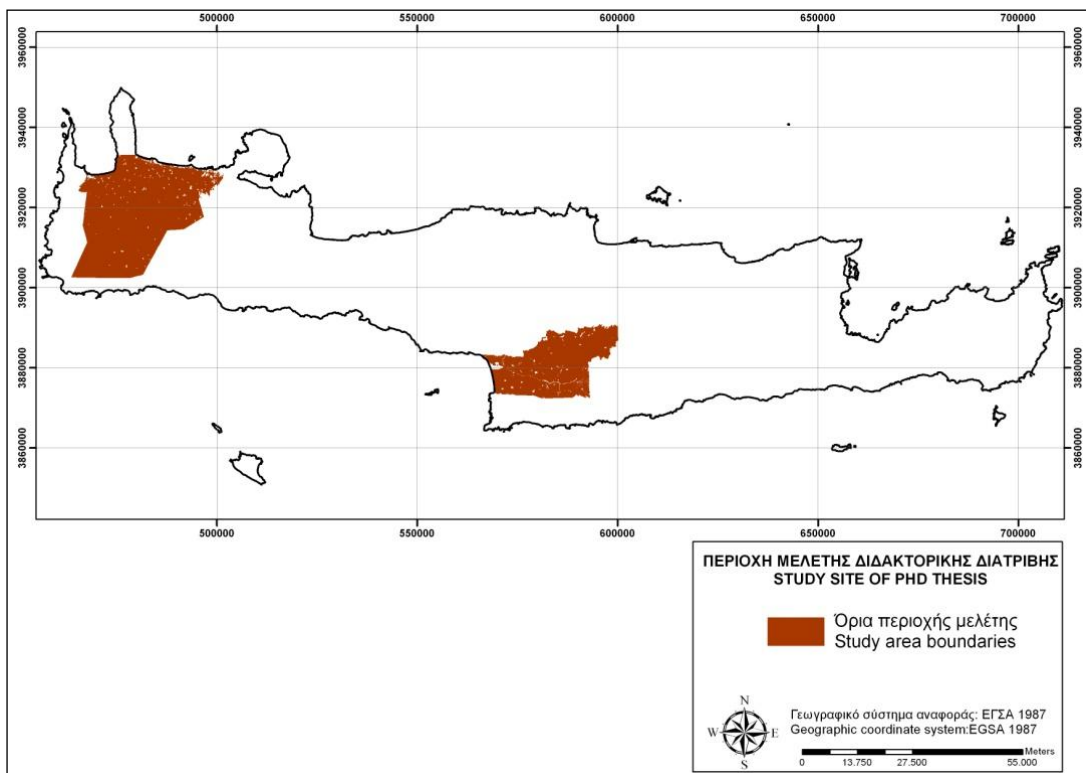 500000 550000 600000 650000 700000
3960000 3960000
3940000 3940000
3920000 3920000
3900000 3900000
3880000 3880000
3860000 3860000
500000 550000 600000 650000 700000
ΠΕΡΙΟΧΗ ΜΕΛΕΤΗΣ ΔΙΔΑΚΤΟΡΙΚΗΣ ΔΙΑΤΡΙΒΗΣ
STUDY SITE OF PHD THESIS
Όρια περιοχής μελέτης
Study area boundaries
N
W E
S
Γεωγραφικό σύστημα αναφοράς: ΕΓΣΑ 1987
Geographic coordinate system:EGSA 1987
Meters
0 13.750 27.500 55.000